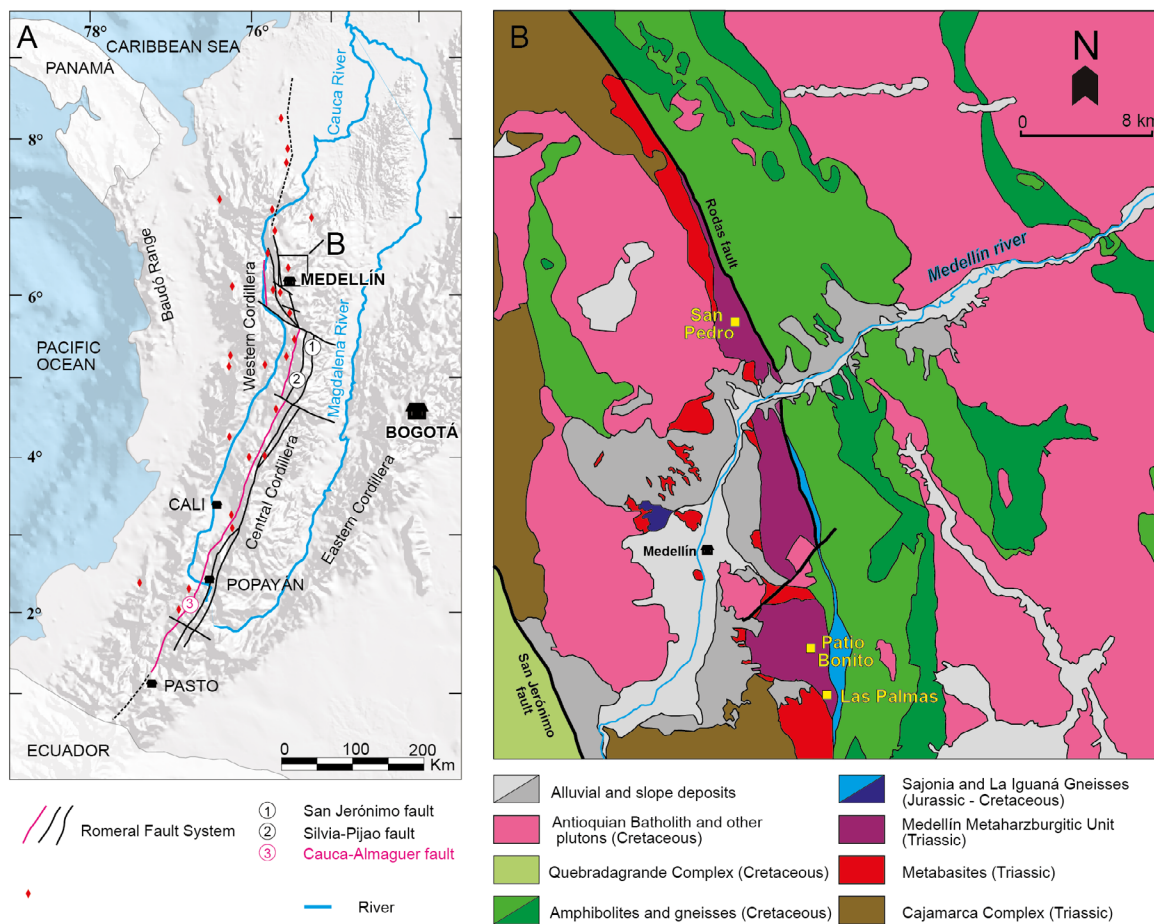 A
78°
76°
CARIBBEAN SEA
PANAMÁ
Cauca River
8°
Baudó Range
B
MEDELLÍN
6°
Western Cordillera
Magdalena River
PACIFIC
OCEAN
1
2
BOGOTÁ
4°
CALI
Central Cordillera
Eastern Cordillera
POPAYÁN
2°
3
PASTO
ECUADOR
0 100 200
Km
Romeral Fault System
1 San Jerónimo fault
2 Silvia-Pijao fault
3 Cauca-Almaguer fault
River
B
N
0 8 km
Rodas fault
Medellín river
San
Pedro
Medellín
Patio
Bonito
Las Palmas
San Jerónimo
fault
Alluvial and slope deposits
Antioquian Batholith and other
plutons (Cretaceous)
Quebradagrande Complex (Cretaceous)
Amphibolites and gneisses (Cretaceous)
Sajonia and La Iguaná Gneisses
(Jurassic - Cretaceous)
Medellín Metaharzburgitic Unit
(Triassic)
Metabasites (Triassic)
Cajamarca Complex (Triassic)